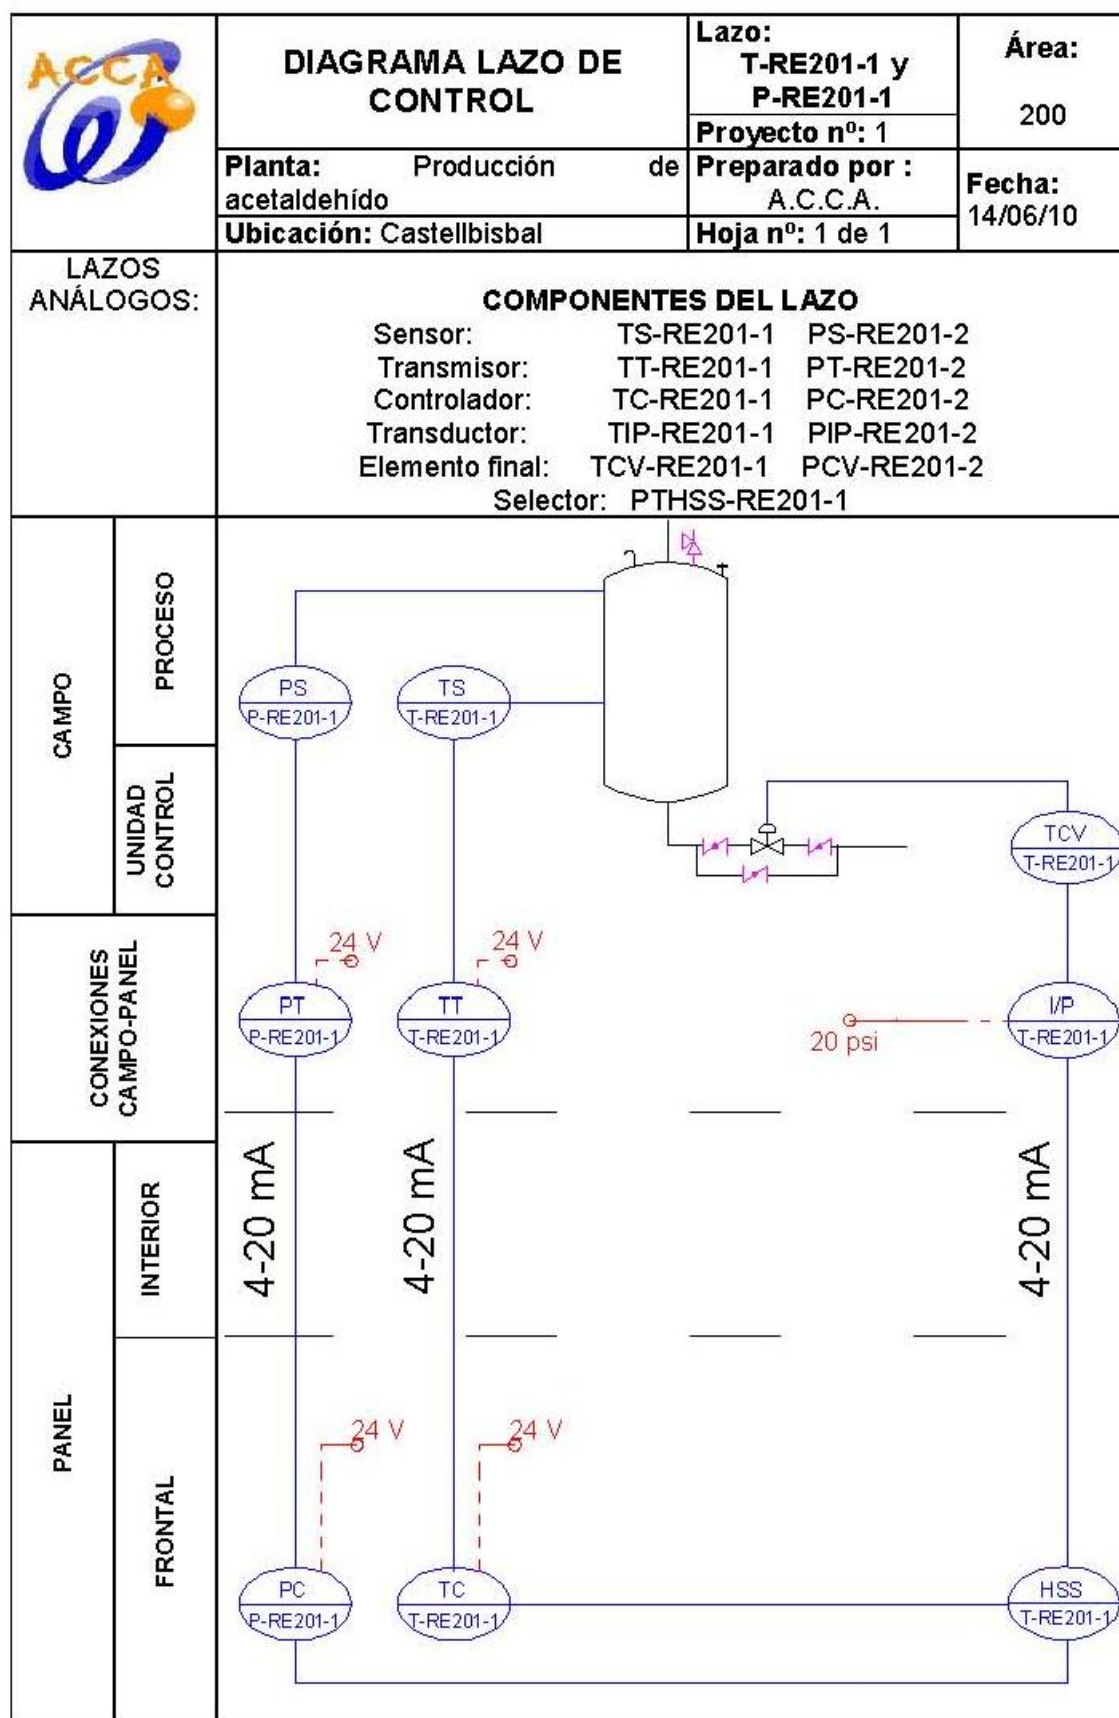 ACCA
DIAGRAMA LAZO DE
CONTROL
Lazo:
T-RE201-1 y
P-RE201-1
Proyecto nº: 1
Área:
200
Planta: Producción de
acetaldehído
Ubicación: Castellbisbal
Preparado por :
A.C.C.A.
Hoja nº: 1 de 1
Fecha:
14/06/10
LAZOS
ANÁLOGOS:
COMPONENTES DEL LAZO
Sensor: TS-RE201-1 PS-RE201-2
Transmisor: TT-RE201-1 PT-RE201-2
Controlador: TC-RE201-1 PC-RE201-2
Transductor: TIP-RE201-1 PIP-RE201-2
Elemento final: TCV-RE201-1 PCV-RE201-2
Selector: PTHSS-RE201-1
CAMPO
PROCESO
PS
P-RE201-1
TS
T-RE201-1
UNIDAD
CONTROL
TCV
T-RE201-1
CONEXIONES
CAMPO-PANEL
24 V
24 V
PT
P-RE201-1
TT
T-RE201-1
20 psi
I/P
T-RE201-1
PANEL
INTERIOR
4-20 mA
4-20 mA
4-20 mA
FRONTAL
24 V
24 V
PC
P-RE201-1
TC
T-RE201-1
HSS
T-RE201-1